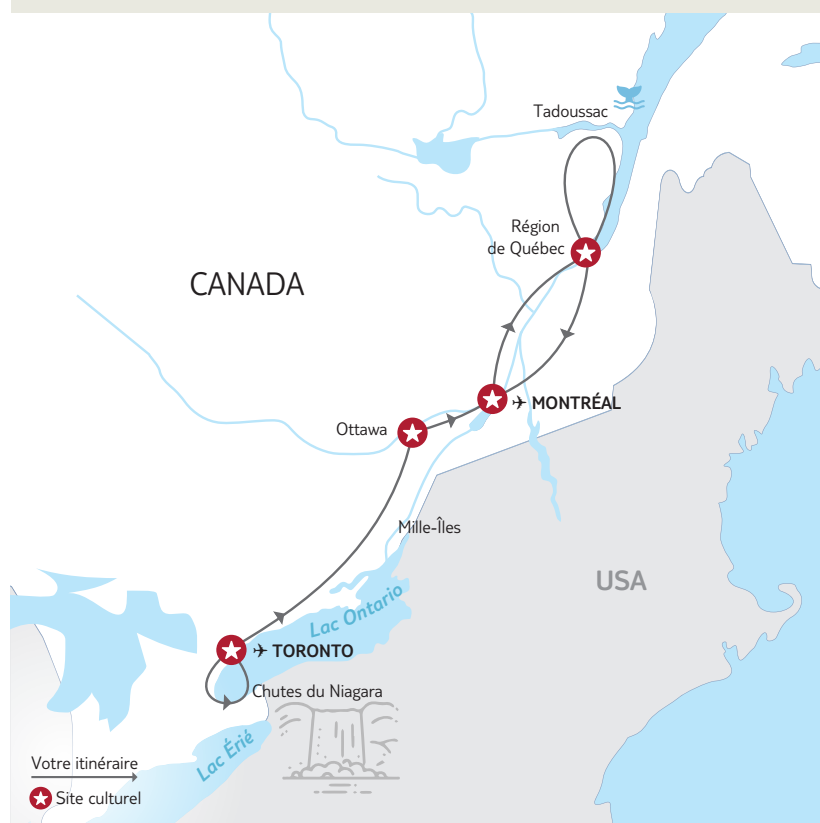 Tadoussac
Région
de Québec
CANADA
MONTRÉAL
Ottawa
Mille-Îles
USA
Lac Ontario
TORONTO
Chutes du Niagara
Lac Érié
Votre itinéraire
Site culturel